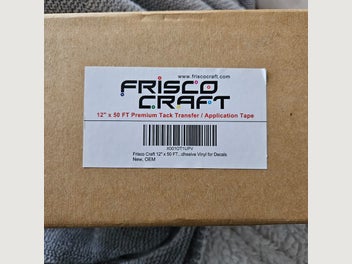 www.friscocraft.com
FRISCO
CRAFT
12" x 50 FT Premium Tack Transfer / Application Tape
X001OT1UPV
Frisco Craft 12" x 50 FT...dhesive Vinyl for Decals
New, OEM